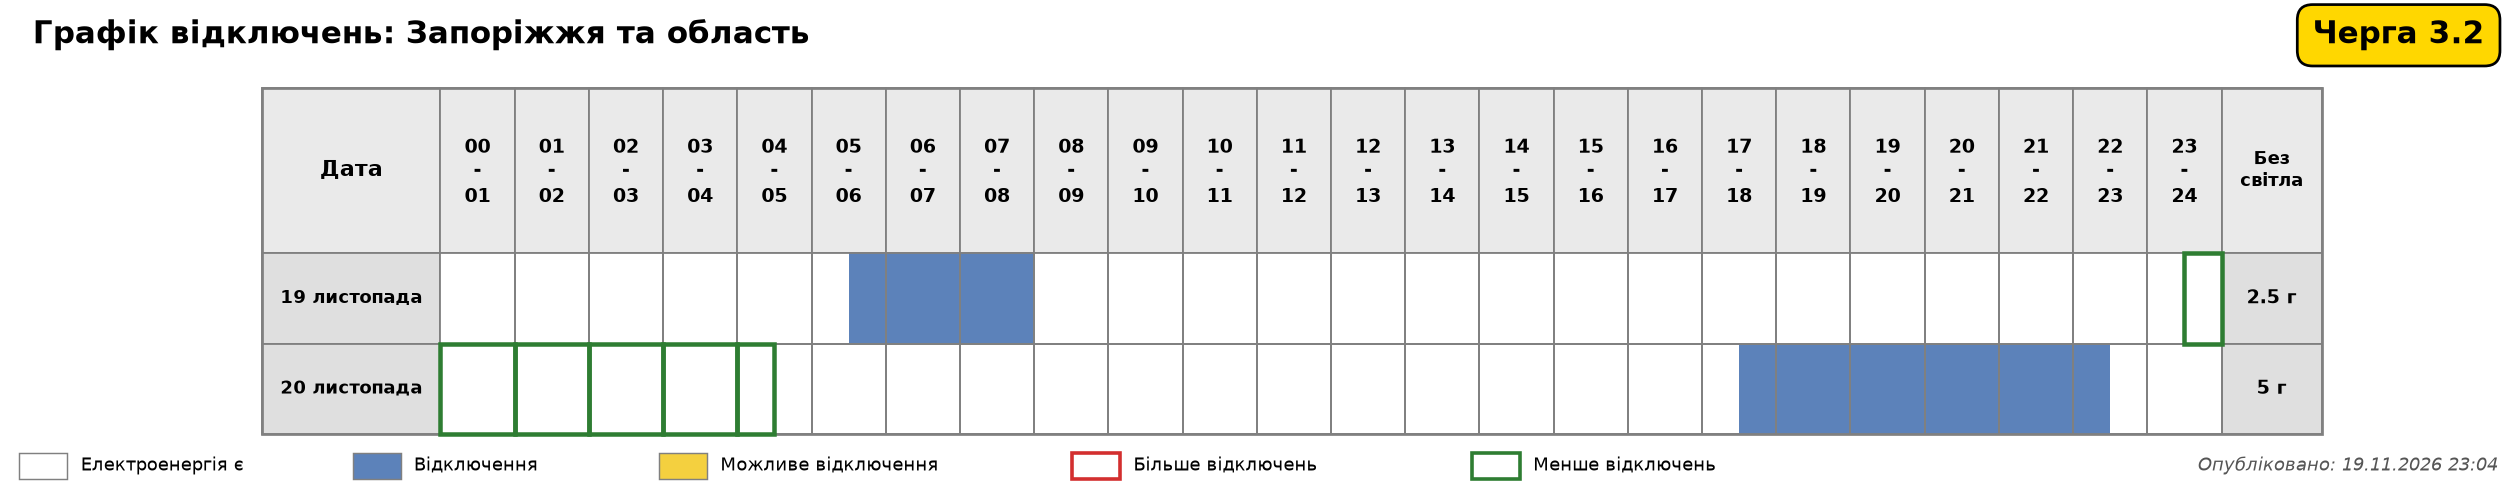 Графік відключень: Запоріжжя та область
Черга 3.2
Дата
00 - 01
01 - 02
02 - 03
03 - 04
04 - 05
05 - 06
06 - 07
07 - 08
08 - 09
09 - 10
10 - 11
11 - 12
12 - 13
13 - 14
14 - 15
15 - 16
16 - 17
17 - 18
18 - 19
19 - 20
20 - 21
21 - 22
22 - 23
23 - 24
Без
світла
19 листопада
2.5 г
20 листопада
5 г
Електроенергія є
Відключення
Можливе відключення
Більше відключень
Менше відключень
Опубліковано: 19.11.2026 23:04